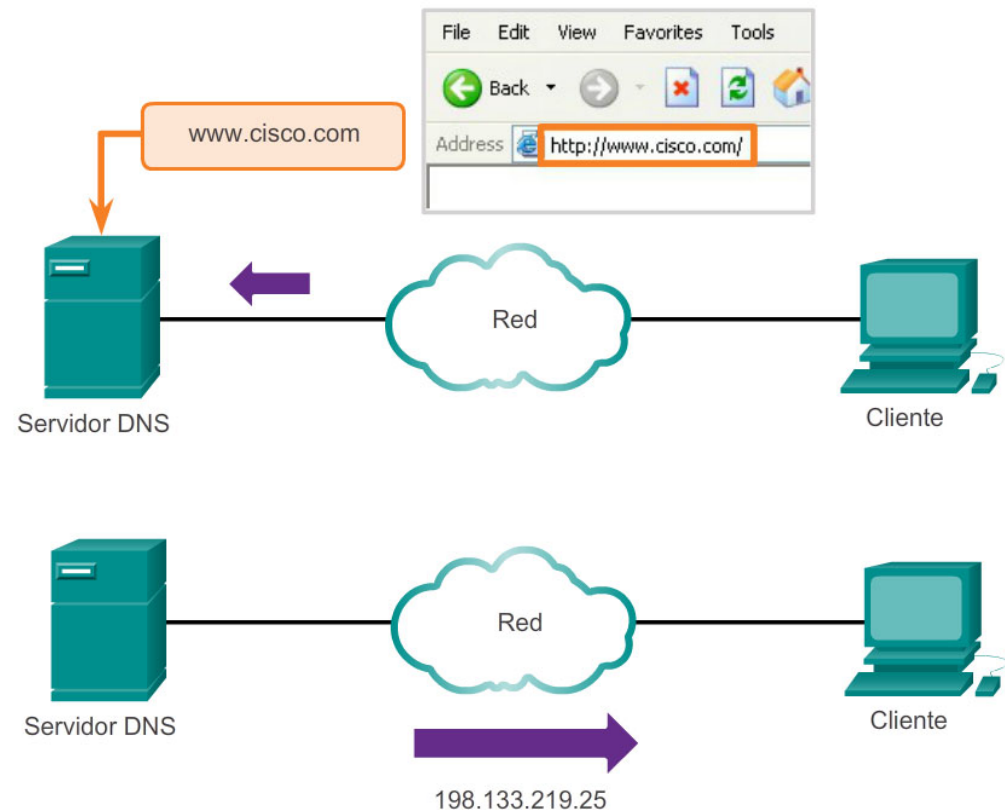 File Edit View Favorites Tools
Back
Address http://www.cisco.com/
www.cisco.com
Red
Servidor DNS
Cliente
Red
Servidor DNS
Cliente
198.133.219.25